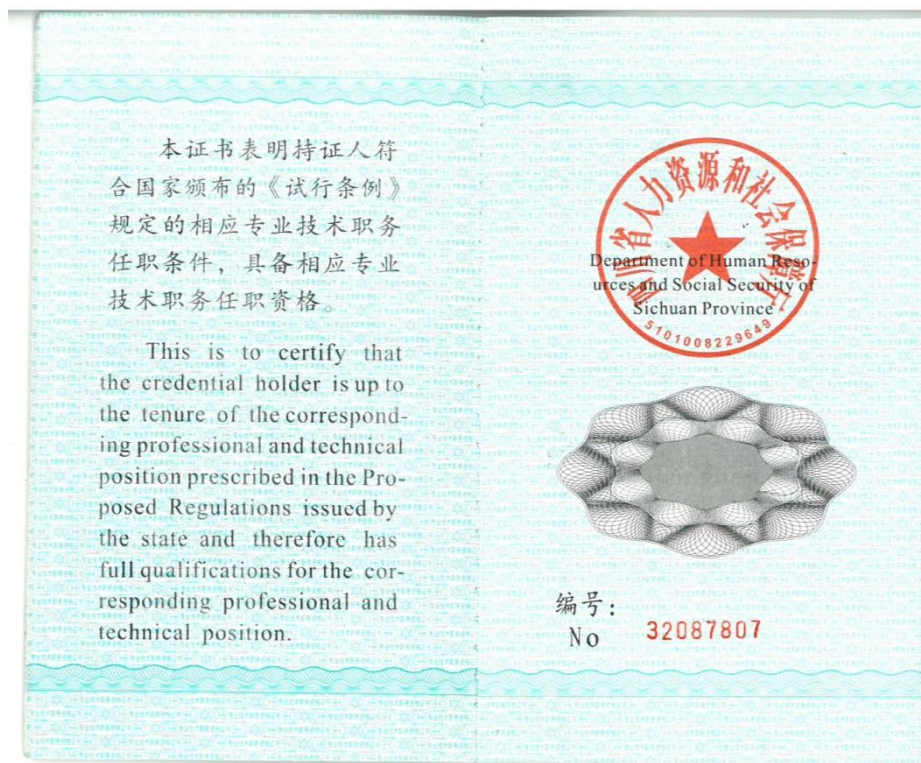 本证书表明持证人符
合国家颁布的《试行条例》
规定的相应专业技术职务
任职条件，具备相应专业
技术职务任职资格。
This is to certify that
the credential holder is up to
the tenure of the correspond-
ing professional and technical
position prescribed in the Pro-
posed Regulations issued by
the state and therefore has
full qualifications for the cor-
responding professional and
technical position.
四川省人力资源和社会保障厅
Department of Human Reso-
urces and Social Security of
Sichuan Province
5101008229649
编号：
No 32087807